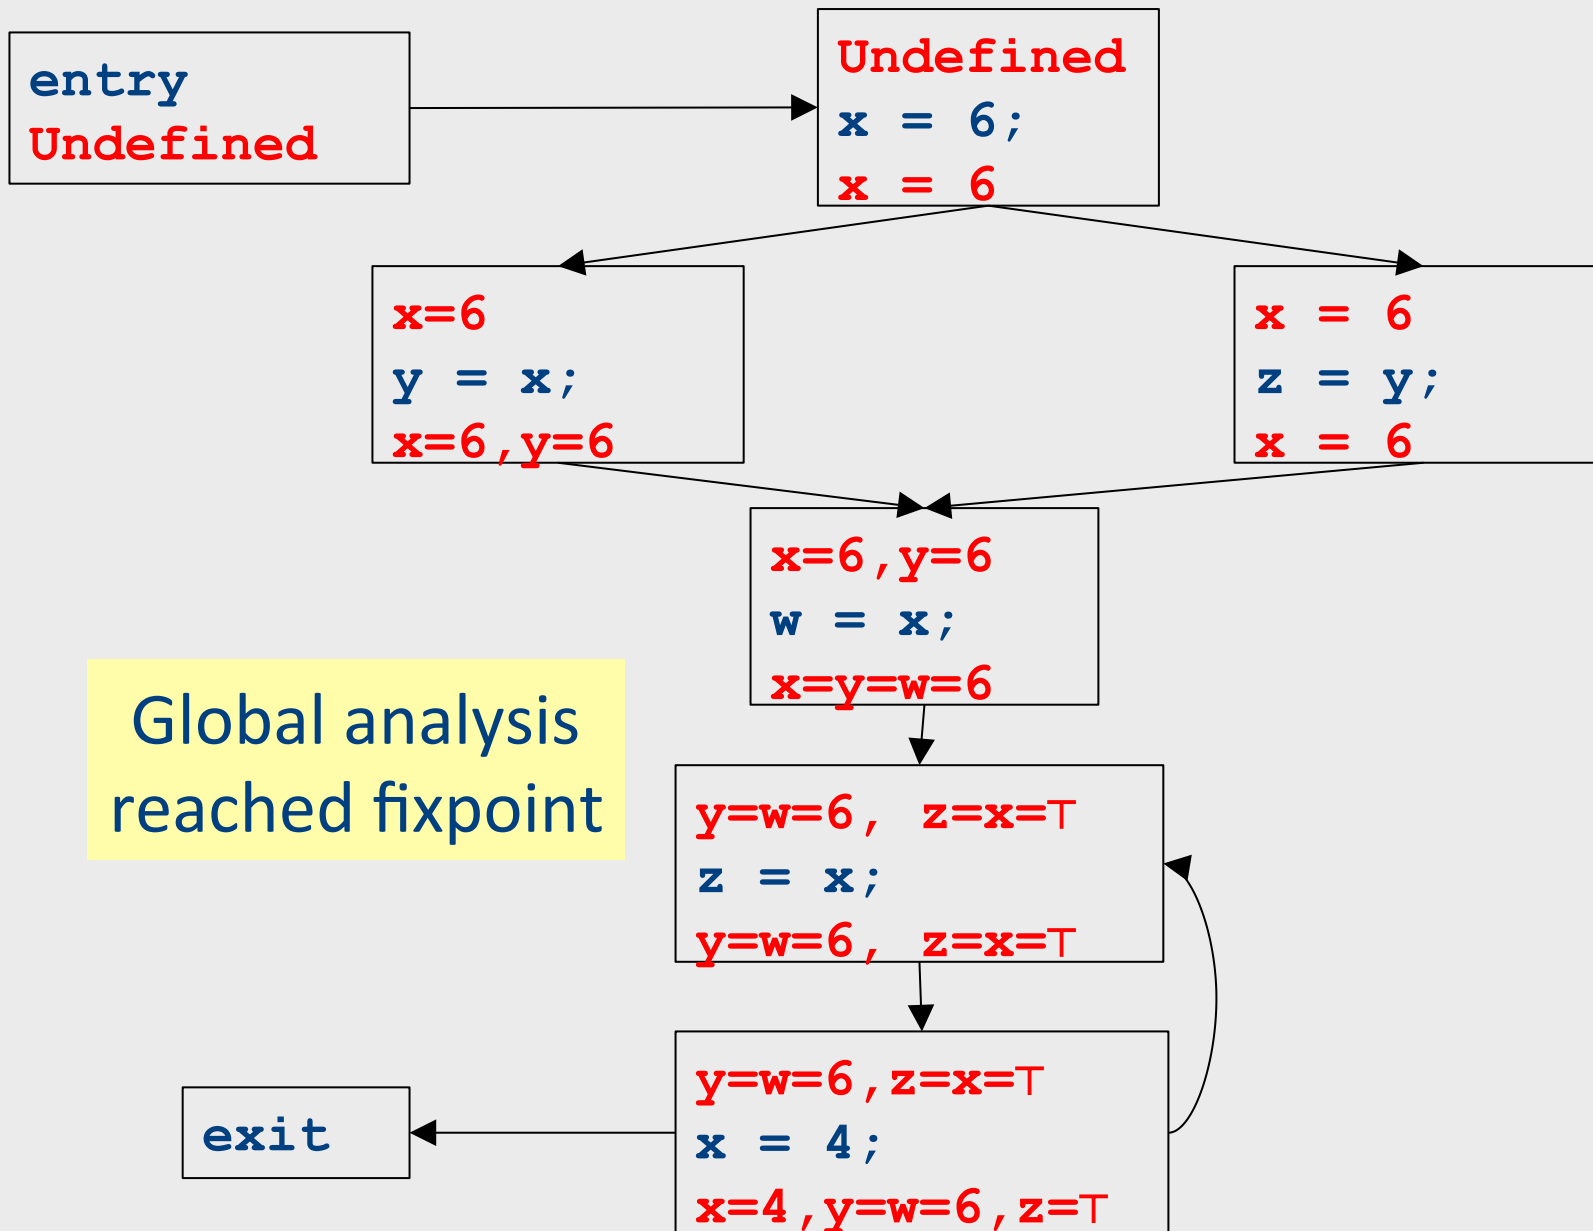 entry
Undefined
Undefined
x = 6;
x = 6
x=6
y = x;
x=6,y=6
x = 6
z = y;
x = 6
x=6,y=6
w = x;
x=y=w=6
Global analysis
reached fixpoint
y=w=6, z=x=⊤
z = x;
y=w=6, z=x=⊤
y=w=6,z=x=⊤
x = 4;
x=4,y=w=6,z=⊤
exit